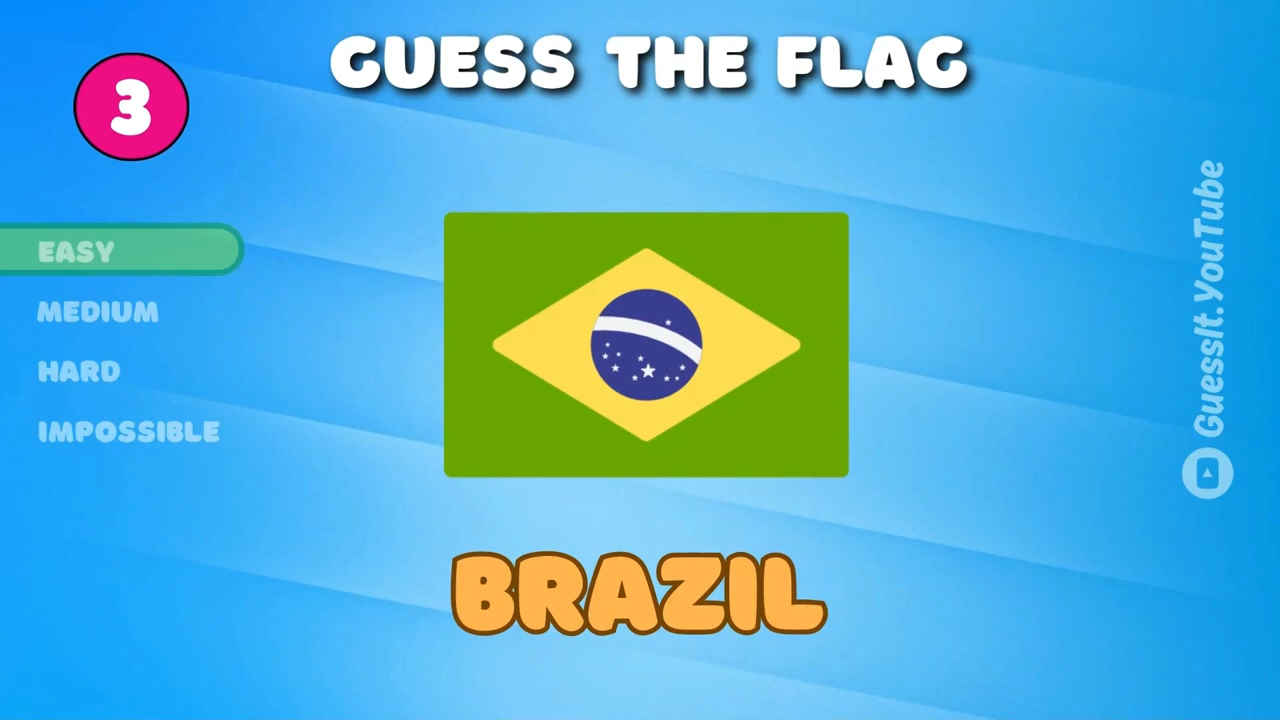 GUESS THE FLAG
3
EASY
MEDIUM
HARD
IMPOSSIBLE
BRAZIL
GuessIt.YouTube